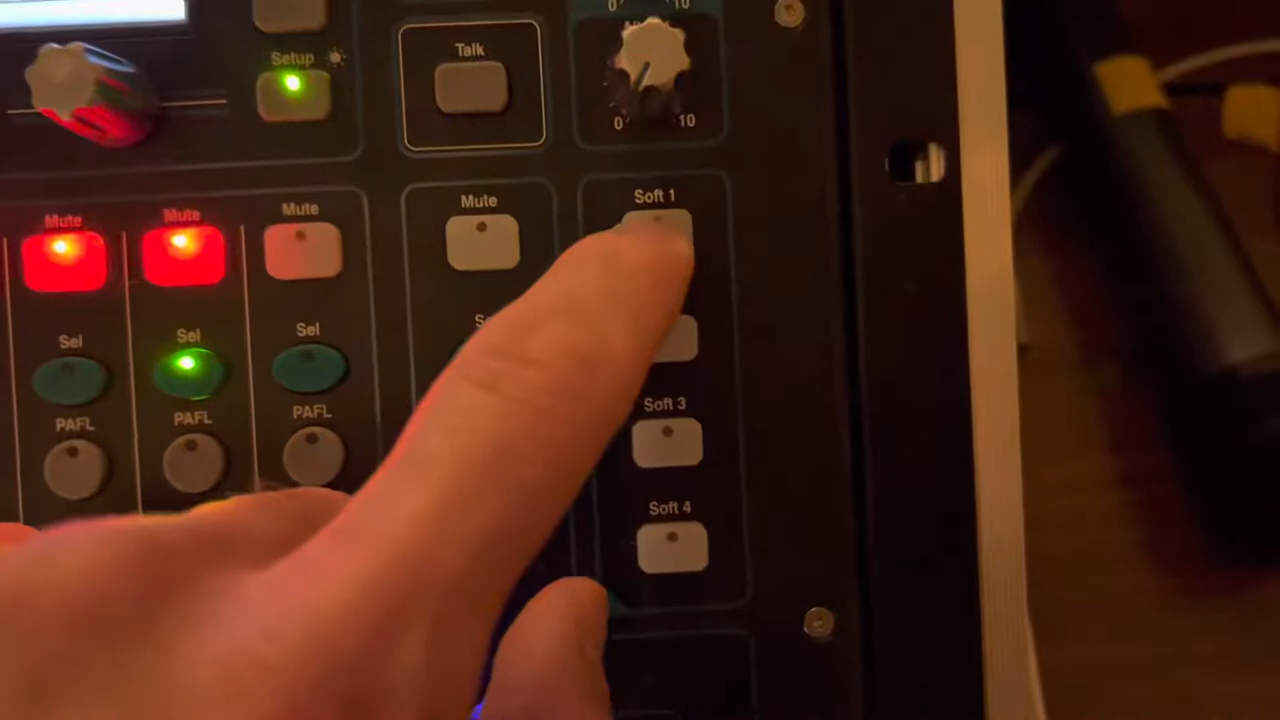 0 10
Setup
Talk
0 10
Mute Mute Mute Mute Soft 1
Sel Sel Sel
PAFL PAFL PAFL Soft 3
Soft 4